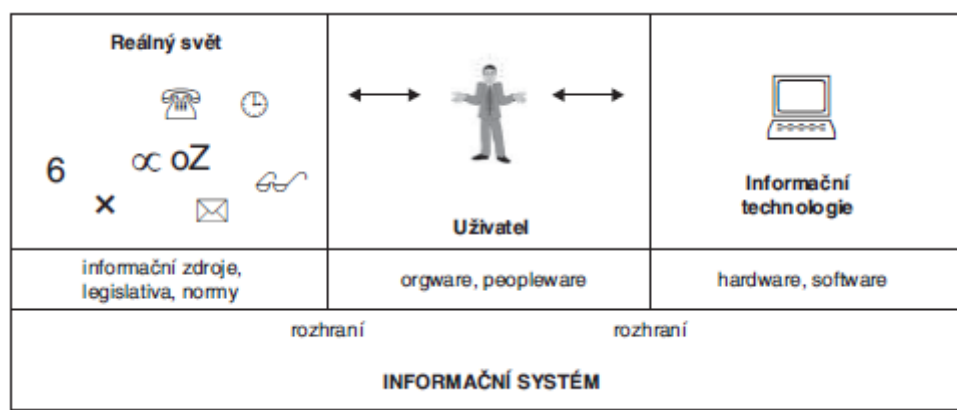 Reálný svět
6
∝ oZ
×
Uživatel
Informační
technologie
informační zdroje,
legislativa, normy
orgware, peopleware
hardware, software
rozhraní
rozhraní
INFORMAČNÍ SYSTÉM